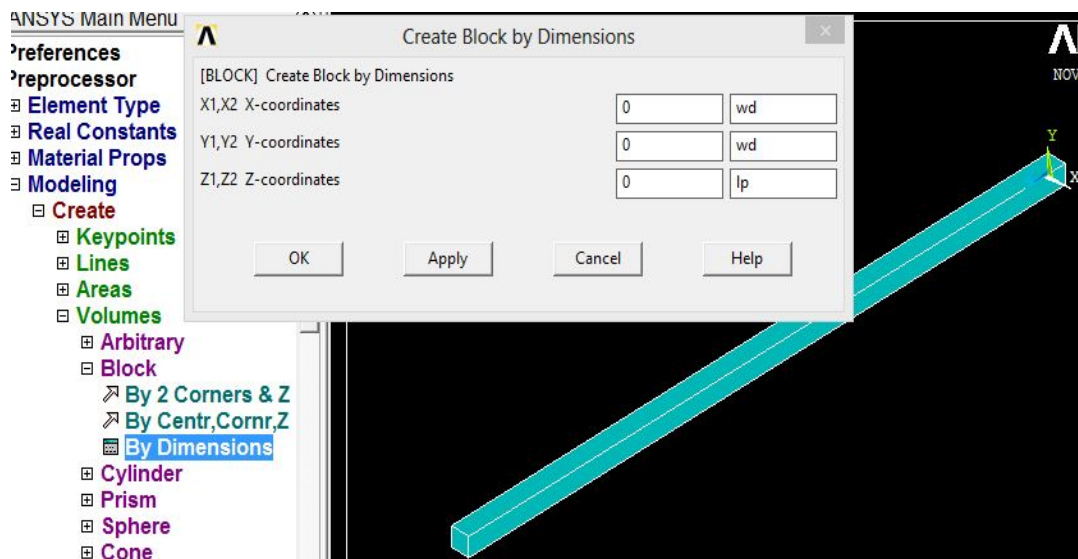 ANSYS Main Menu
Preferences
Preprocessor
Element Type
Real Constants
Material Props
Modeling
Create
Keypoints
Lines
Areas
Volumes
Arbitrary
Block
By 2 Corners & Z
By Centr,Cornr,Z
By Dimensions
Cylinder
Prism
Sphere
Cone
Create Block by Dimensions
[BLOCK] Create Block by Dimensions
X1,X2 X-coordinates 0 wd
Y1,Y2 Y-coordinates 0 wd
Z1,Z2 Z-coordinates 0 lp
OK Apply Cancel Help
NOV
Y
X